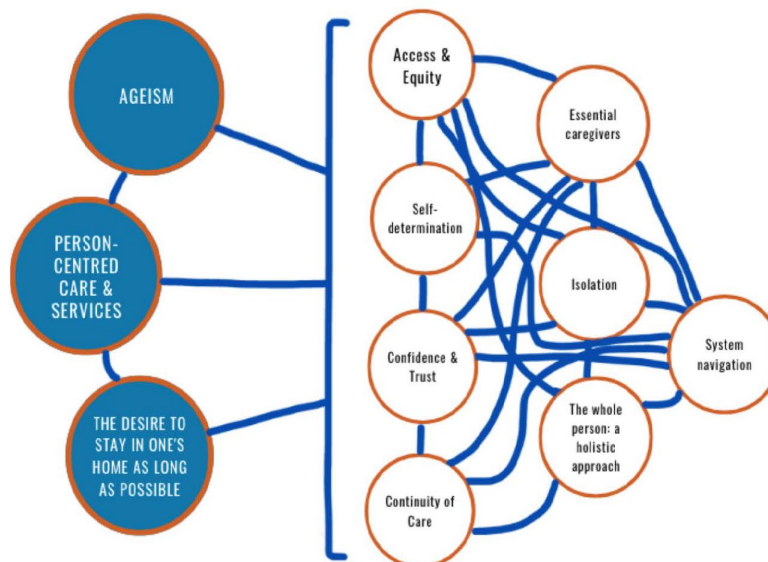 AGEISM
PERSON-
CENTRED
CARE &
SERVICES
THE DESIRE TO
STAY IN ONE'S
HOME AS LONG
AS POSSIBLE
Access &
Equity
Self-
determination
Confidence &
Trust
Continuity of
Care
Essential
caregivers
Isolation
The whole
person: a
holistic
approach
System
navigation